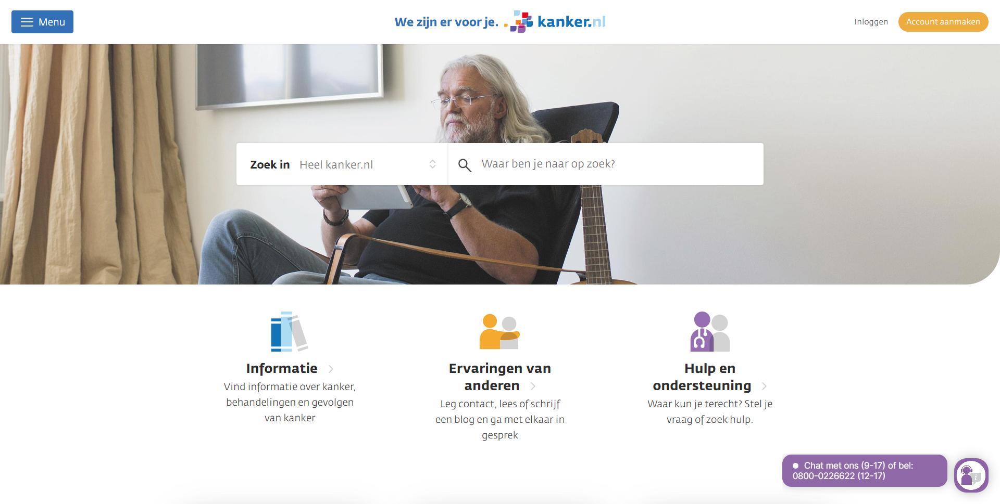 Menu
We zijn er voor je.
kanker.nl
Inloggen
Account aanmaken
Zoek in
Heel kanker.nl
Waar ben je naar op zoek?
Informatie
Vind informatie over kanker,
behandelingen en gevolgen
van kanker
Ervaringen van
anderen
Leg contact, lees of schrijf
een blog en ga met elkaar in
gesprek
Hulp en
ondersteuning
Waar kun je terecht? Stel je
vraag of zoek hulp.
Chat met ons (9-17) of bel:
0800-0226622 (12-17)